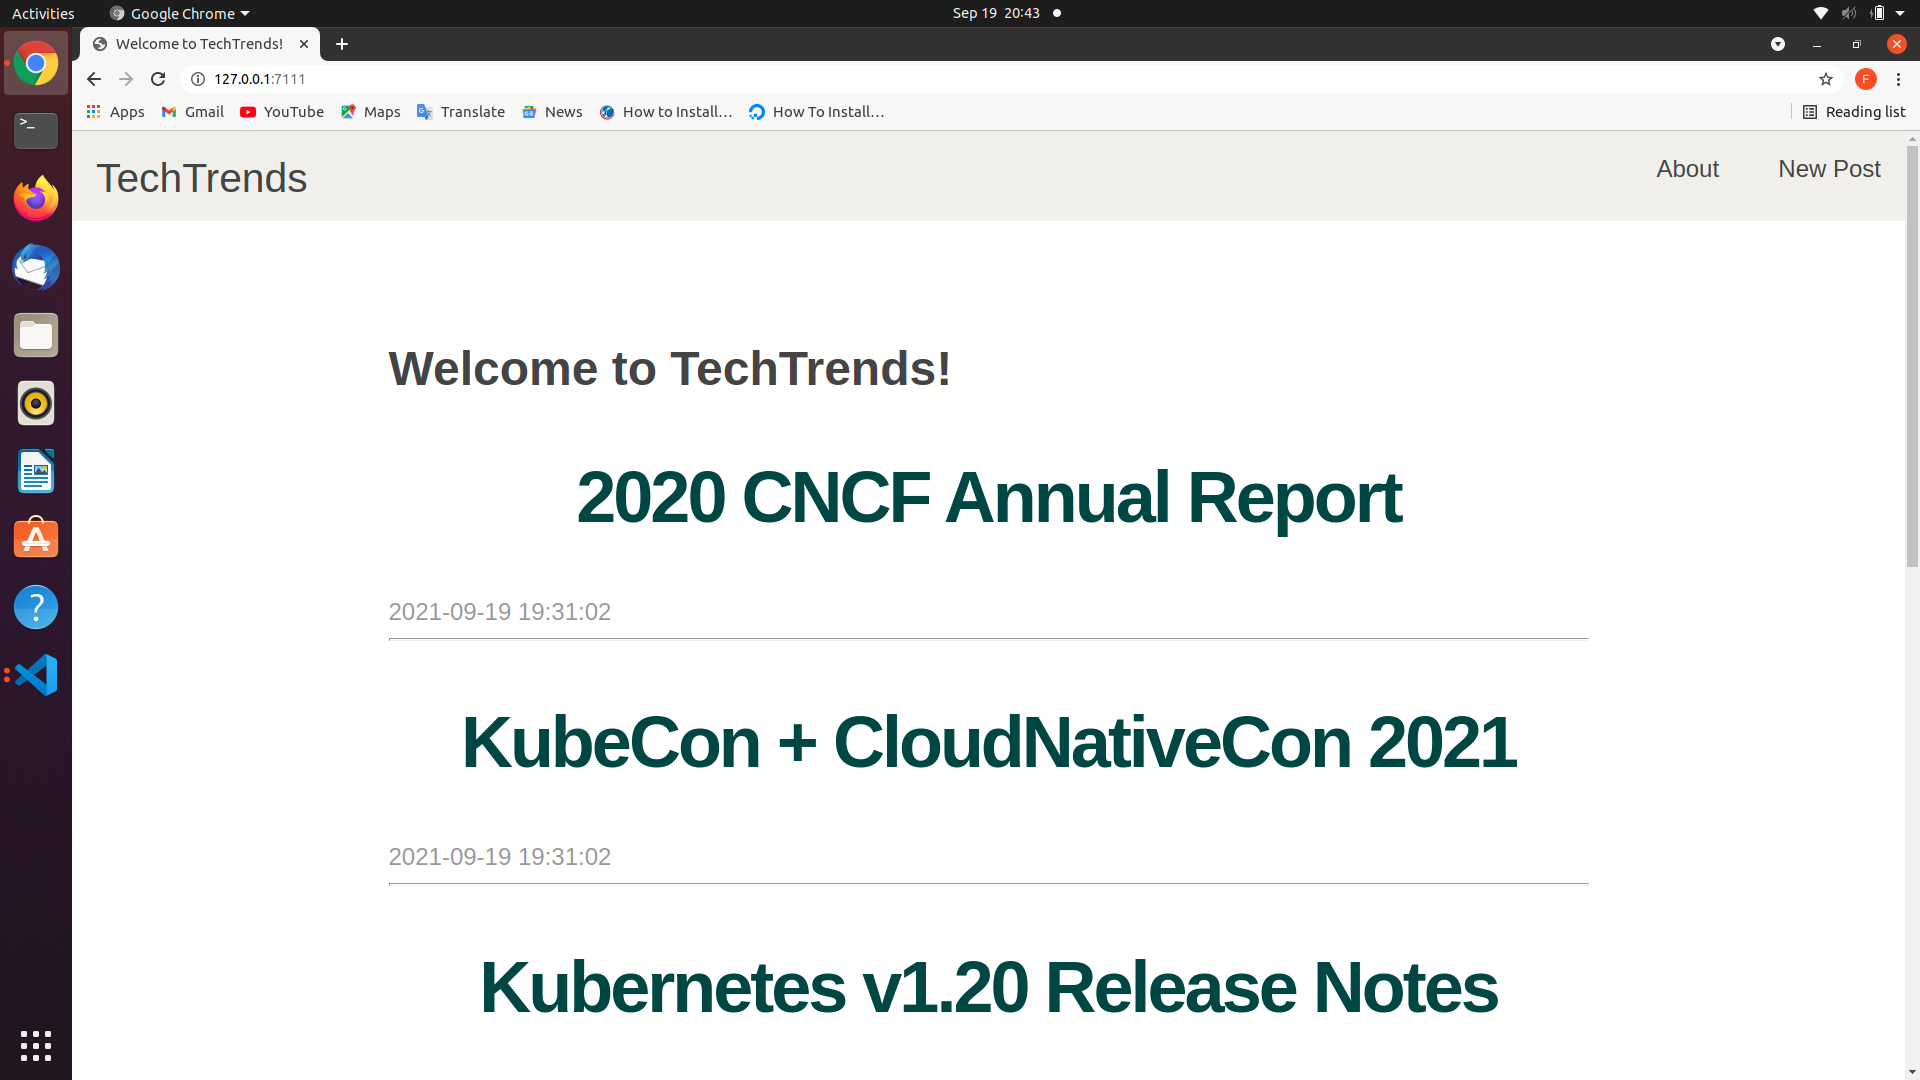 Activities
Google Chrome
Sep 19 20:43
Welcome to TechTrends!
127.0.0.1:7111
F
Apps
Gmail
YouTube
Maps
Translate
News
How to Install...
How To Install...
Reading list
TechTrends
About
New Post
Welcome to TechTrends!
2020 CNCF Annual Report
2021-09-19 19:31:02
KubeCon + CloudNativeCon 2021
2021-09-19 19:31:02
Kubernetes v1.20 Release Notes